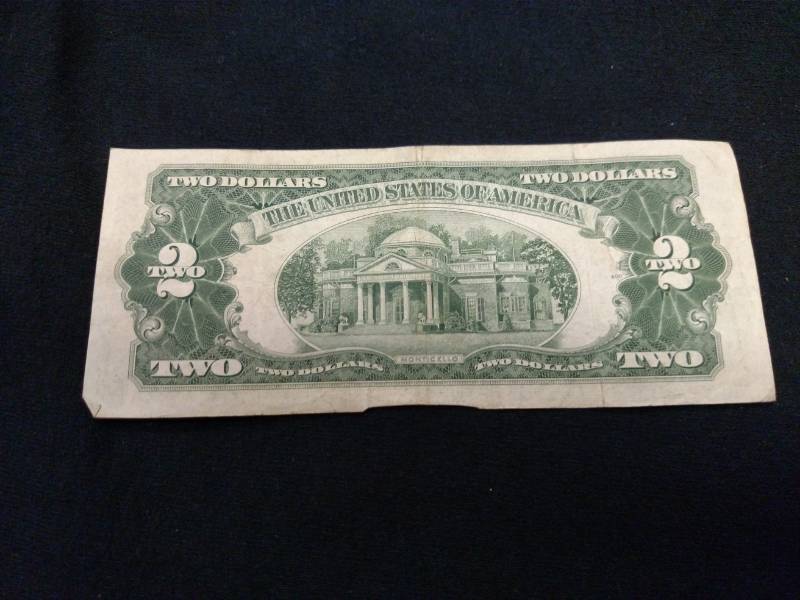 TWO DOLLARS TWO DOLLARS
THE UNITED STATES OF AMERICA
2 2
TWO TWO
MONTICELLO
TWO TWO DOLLARS TWO DOLLARS TWO